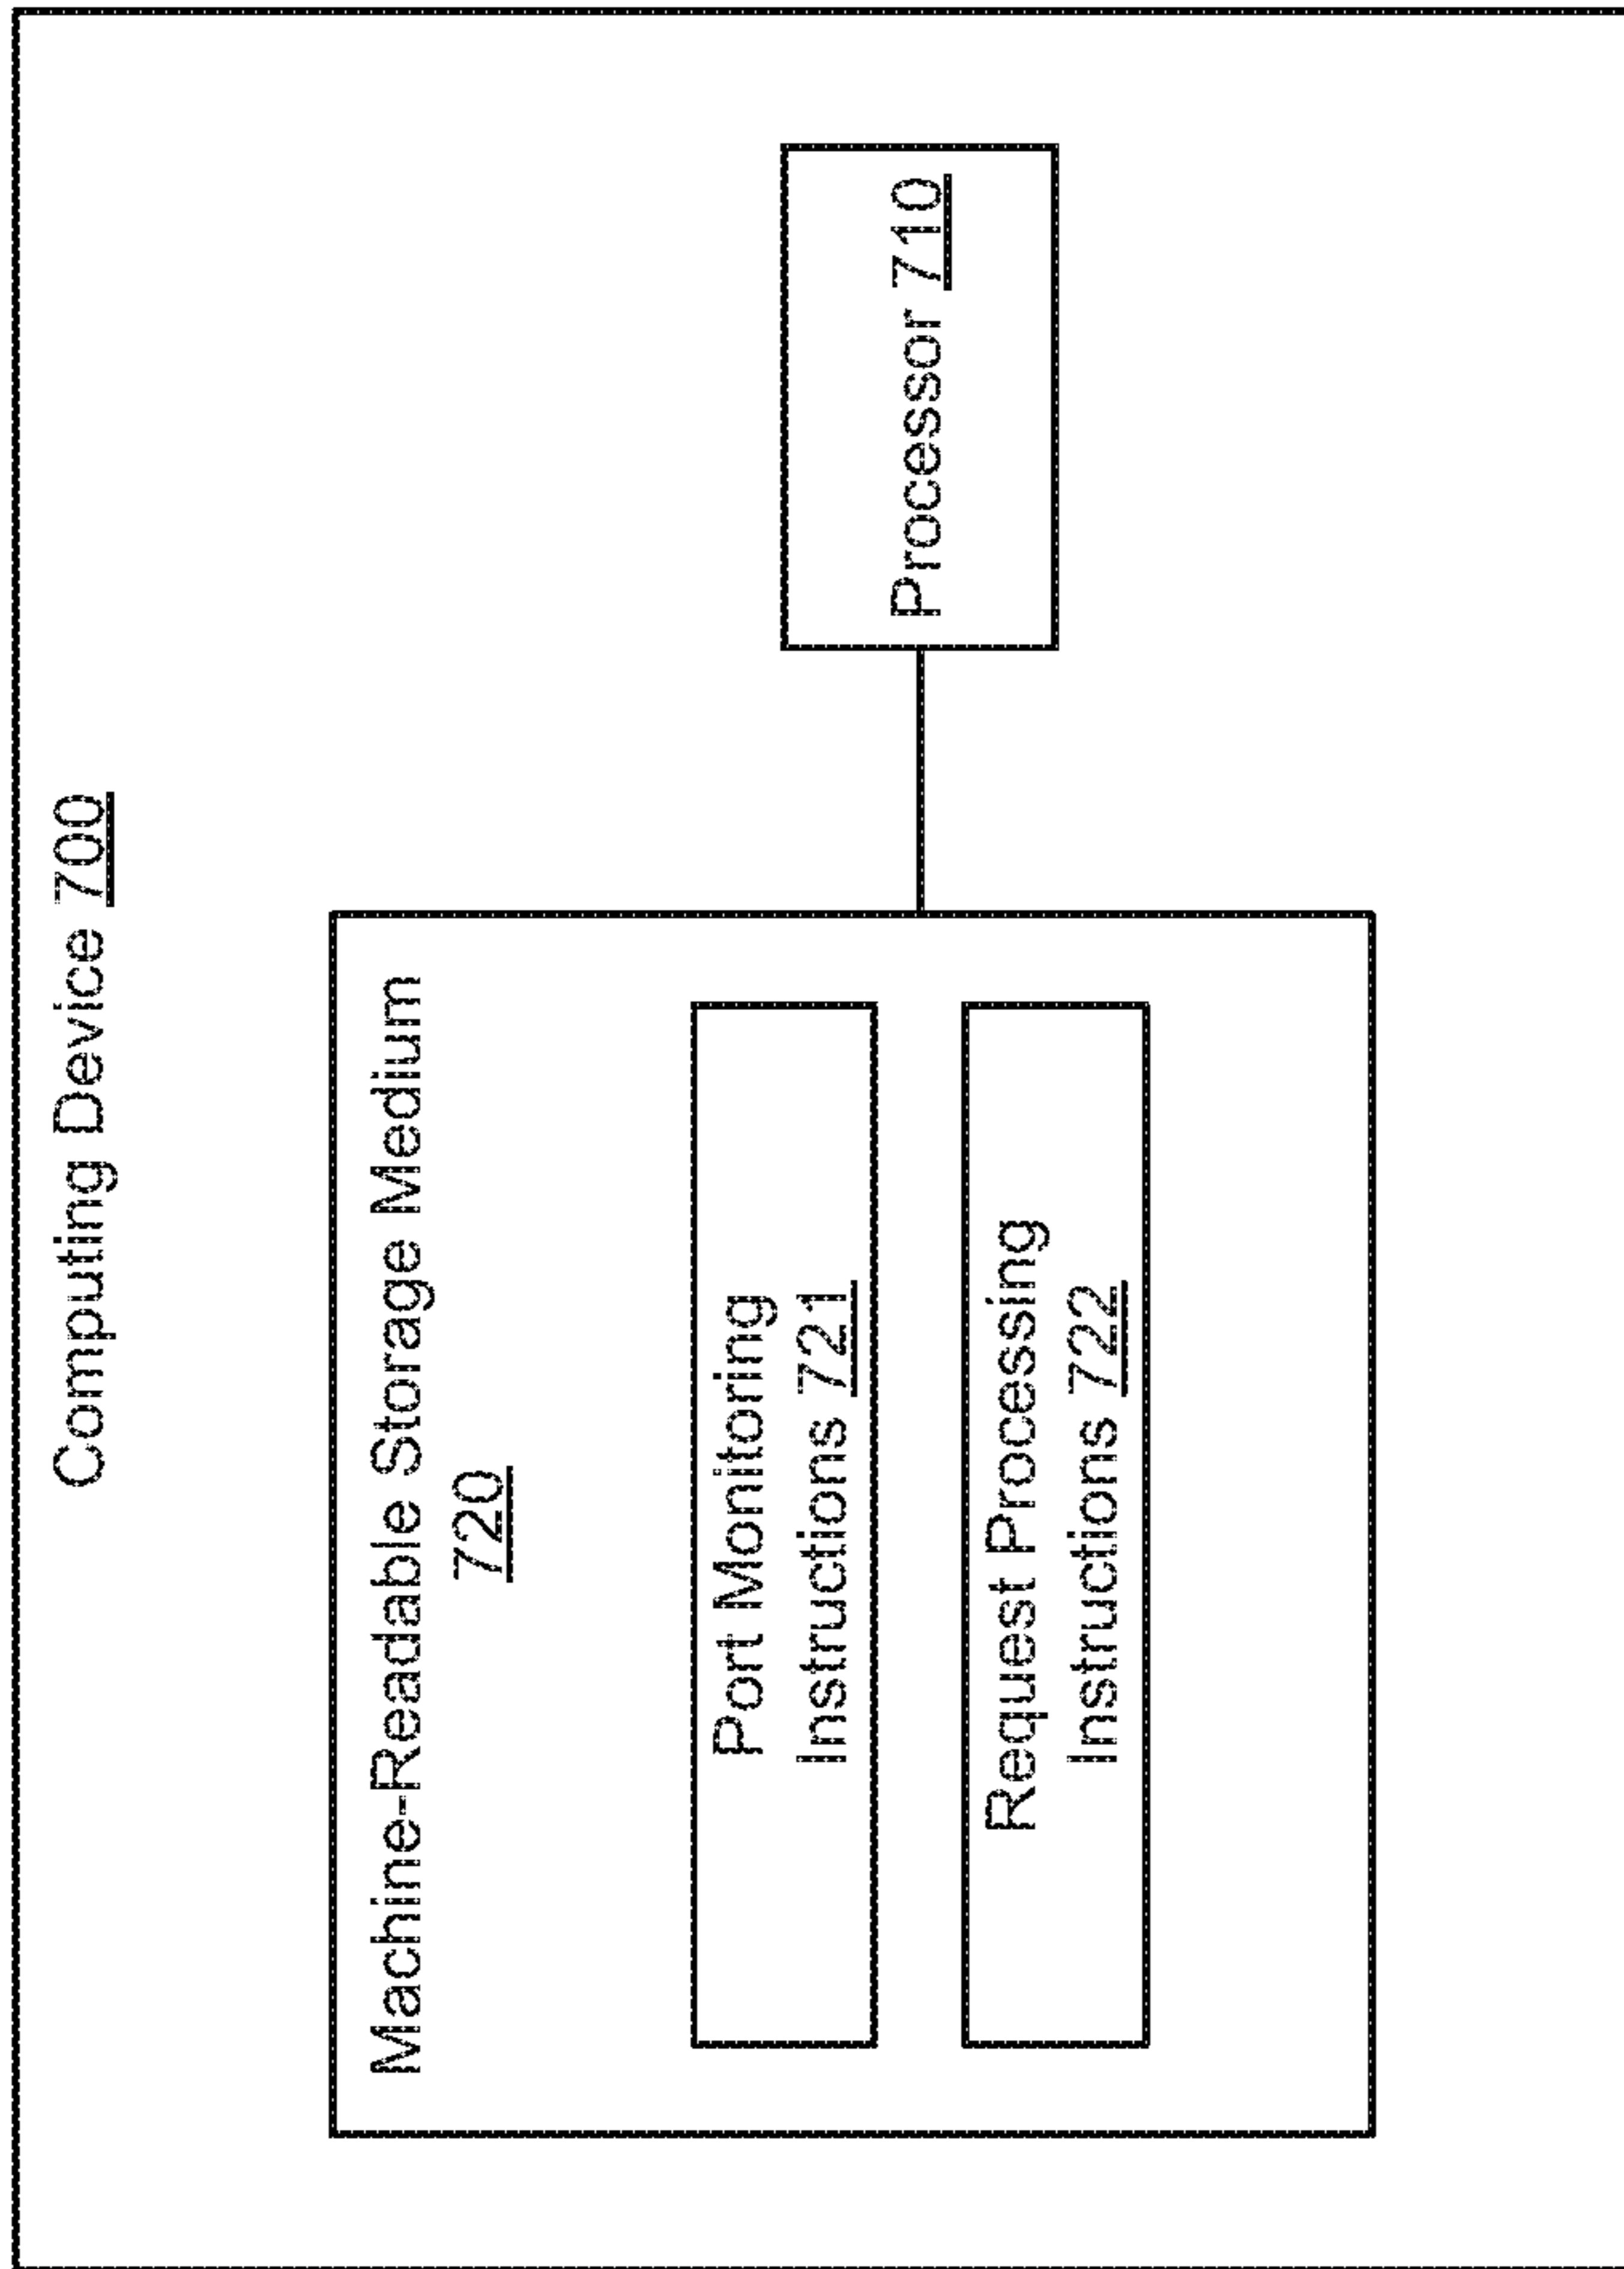 Computing Device 700
Machine-Readable Storage Medium
720
Port Monitoring
Instructions 721
Request Processing
Instructions 722
Processor 710